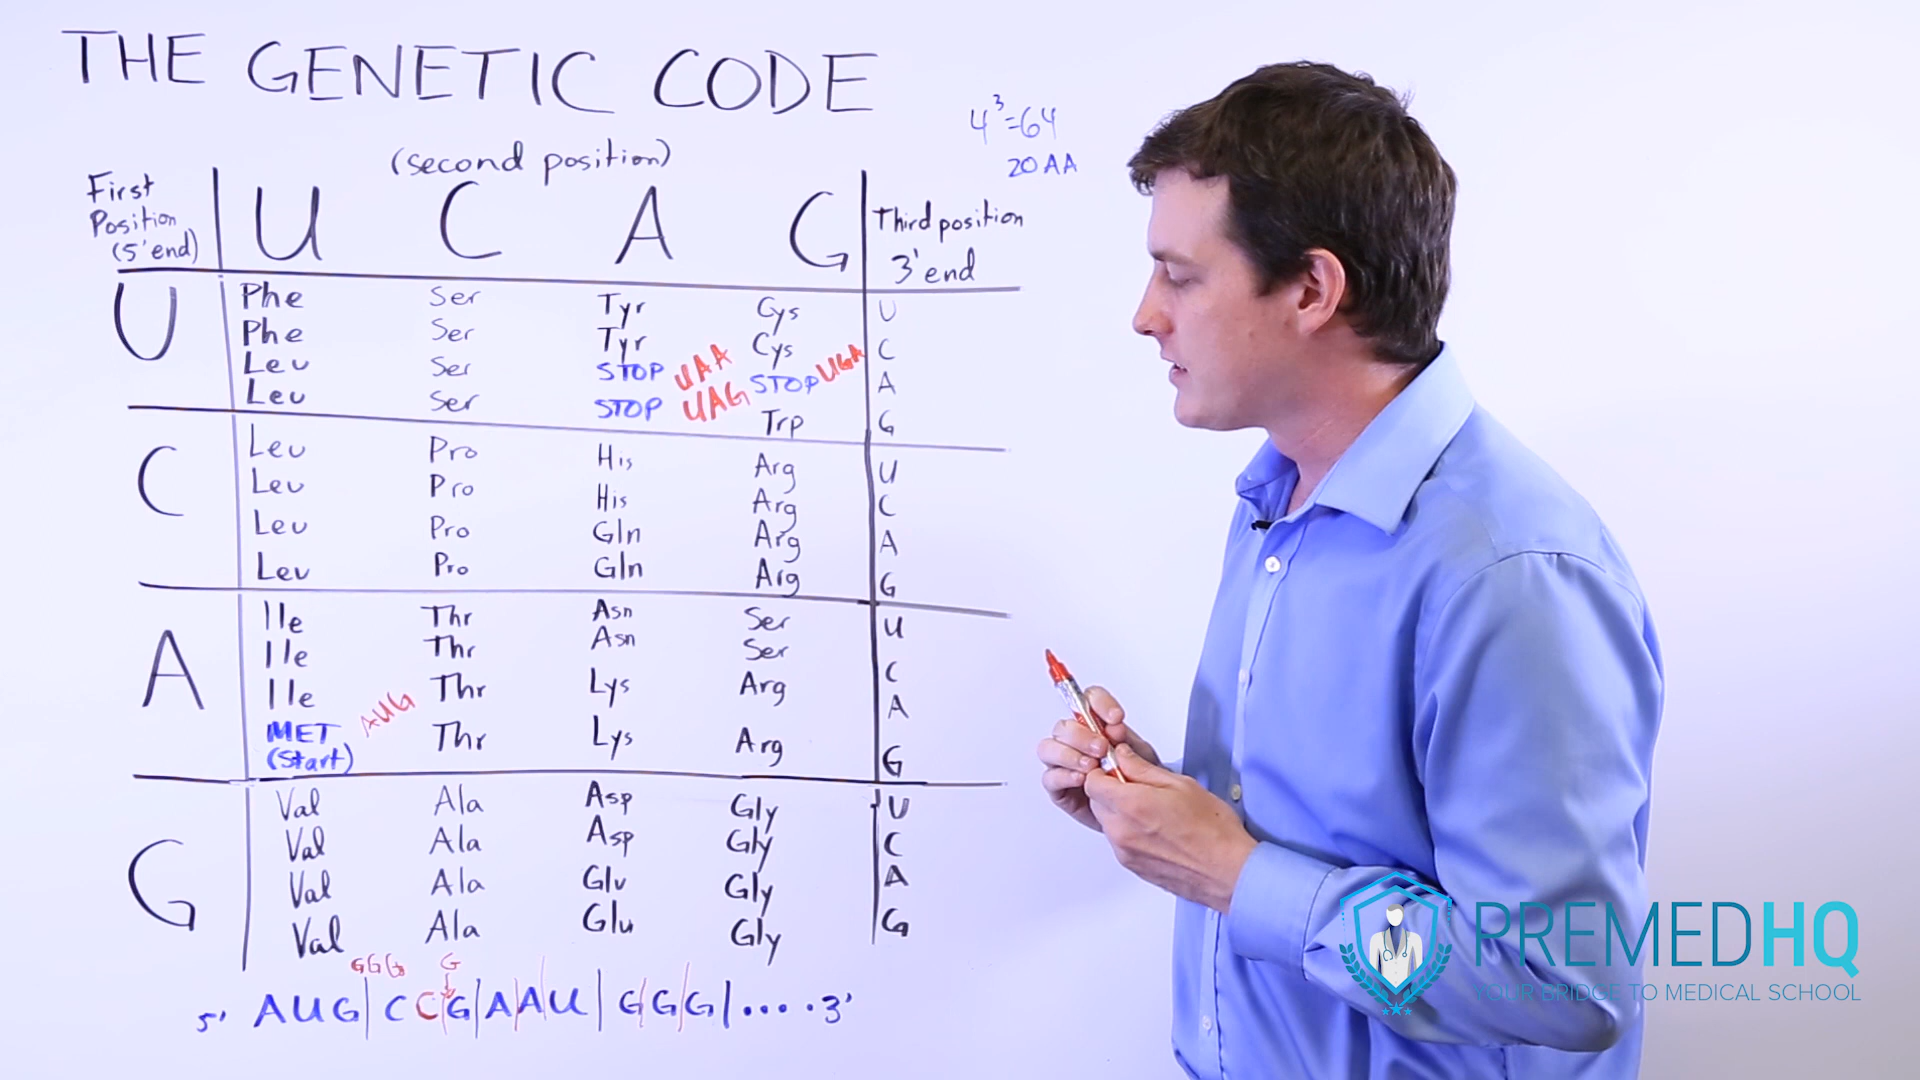 THE GENETIC CODE
4³=64
20 AA
(second position)
First Position (5' end) U C A G Third position 3' end
U Phe Ser Tyr Cys U
Phe Ser Tyr Cys C
Leu Ser STOP UAA STOP UGA A
Leu Ser STOP UAG Trp G
C Leu Pro His Arg U
Leu Pro His Arg C
Leu Pro Gln Arg A
Leu Pro Gln Arg G
A Ile Thr Asn Ser U
Ile Thr Asn Ser C
Ile Thr Lys Arg A
MET (Start) AUG Thr Lys Arg G
G Val Ala Asp Gly U
Val Ala Asp Gly C
Val Ala Glu Gly A
Val Ala Glu Gly G
GGG G
5' AUG|CCG|AAU|GGG|....3'
PREMEDHQ
YOUR BRIDGE TO MEDICAL SCHOOL